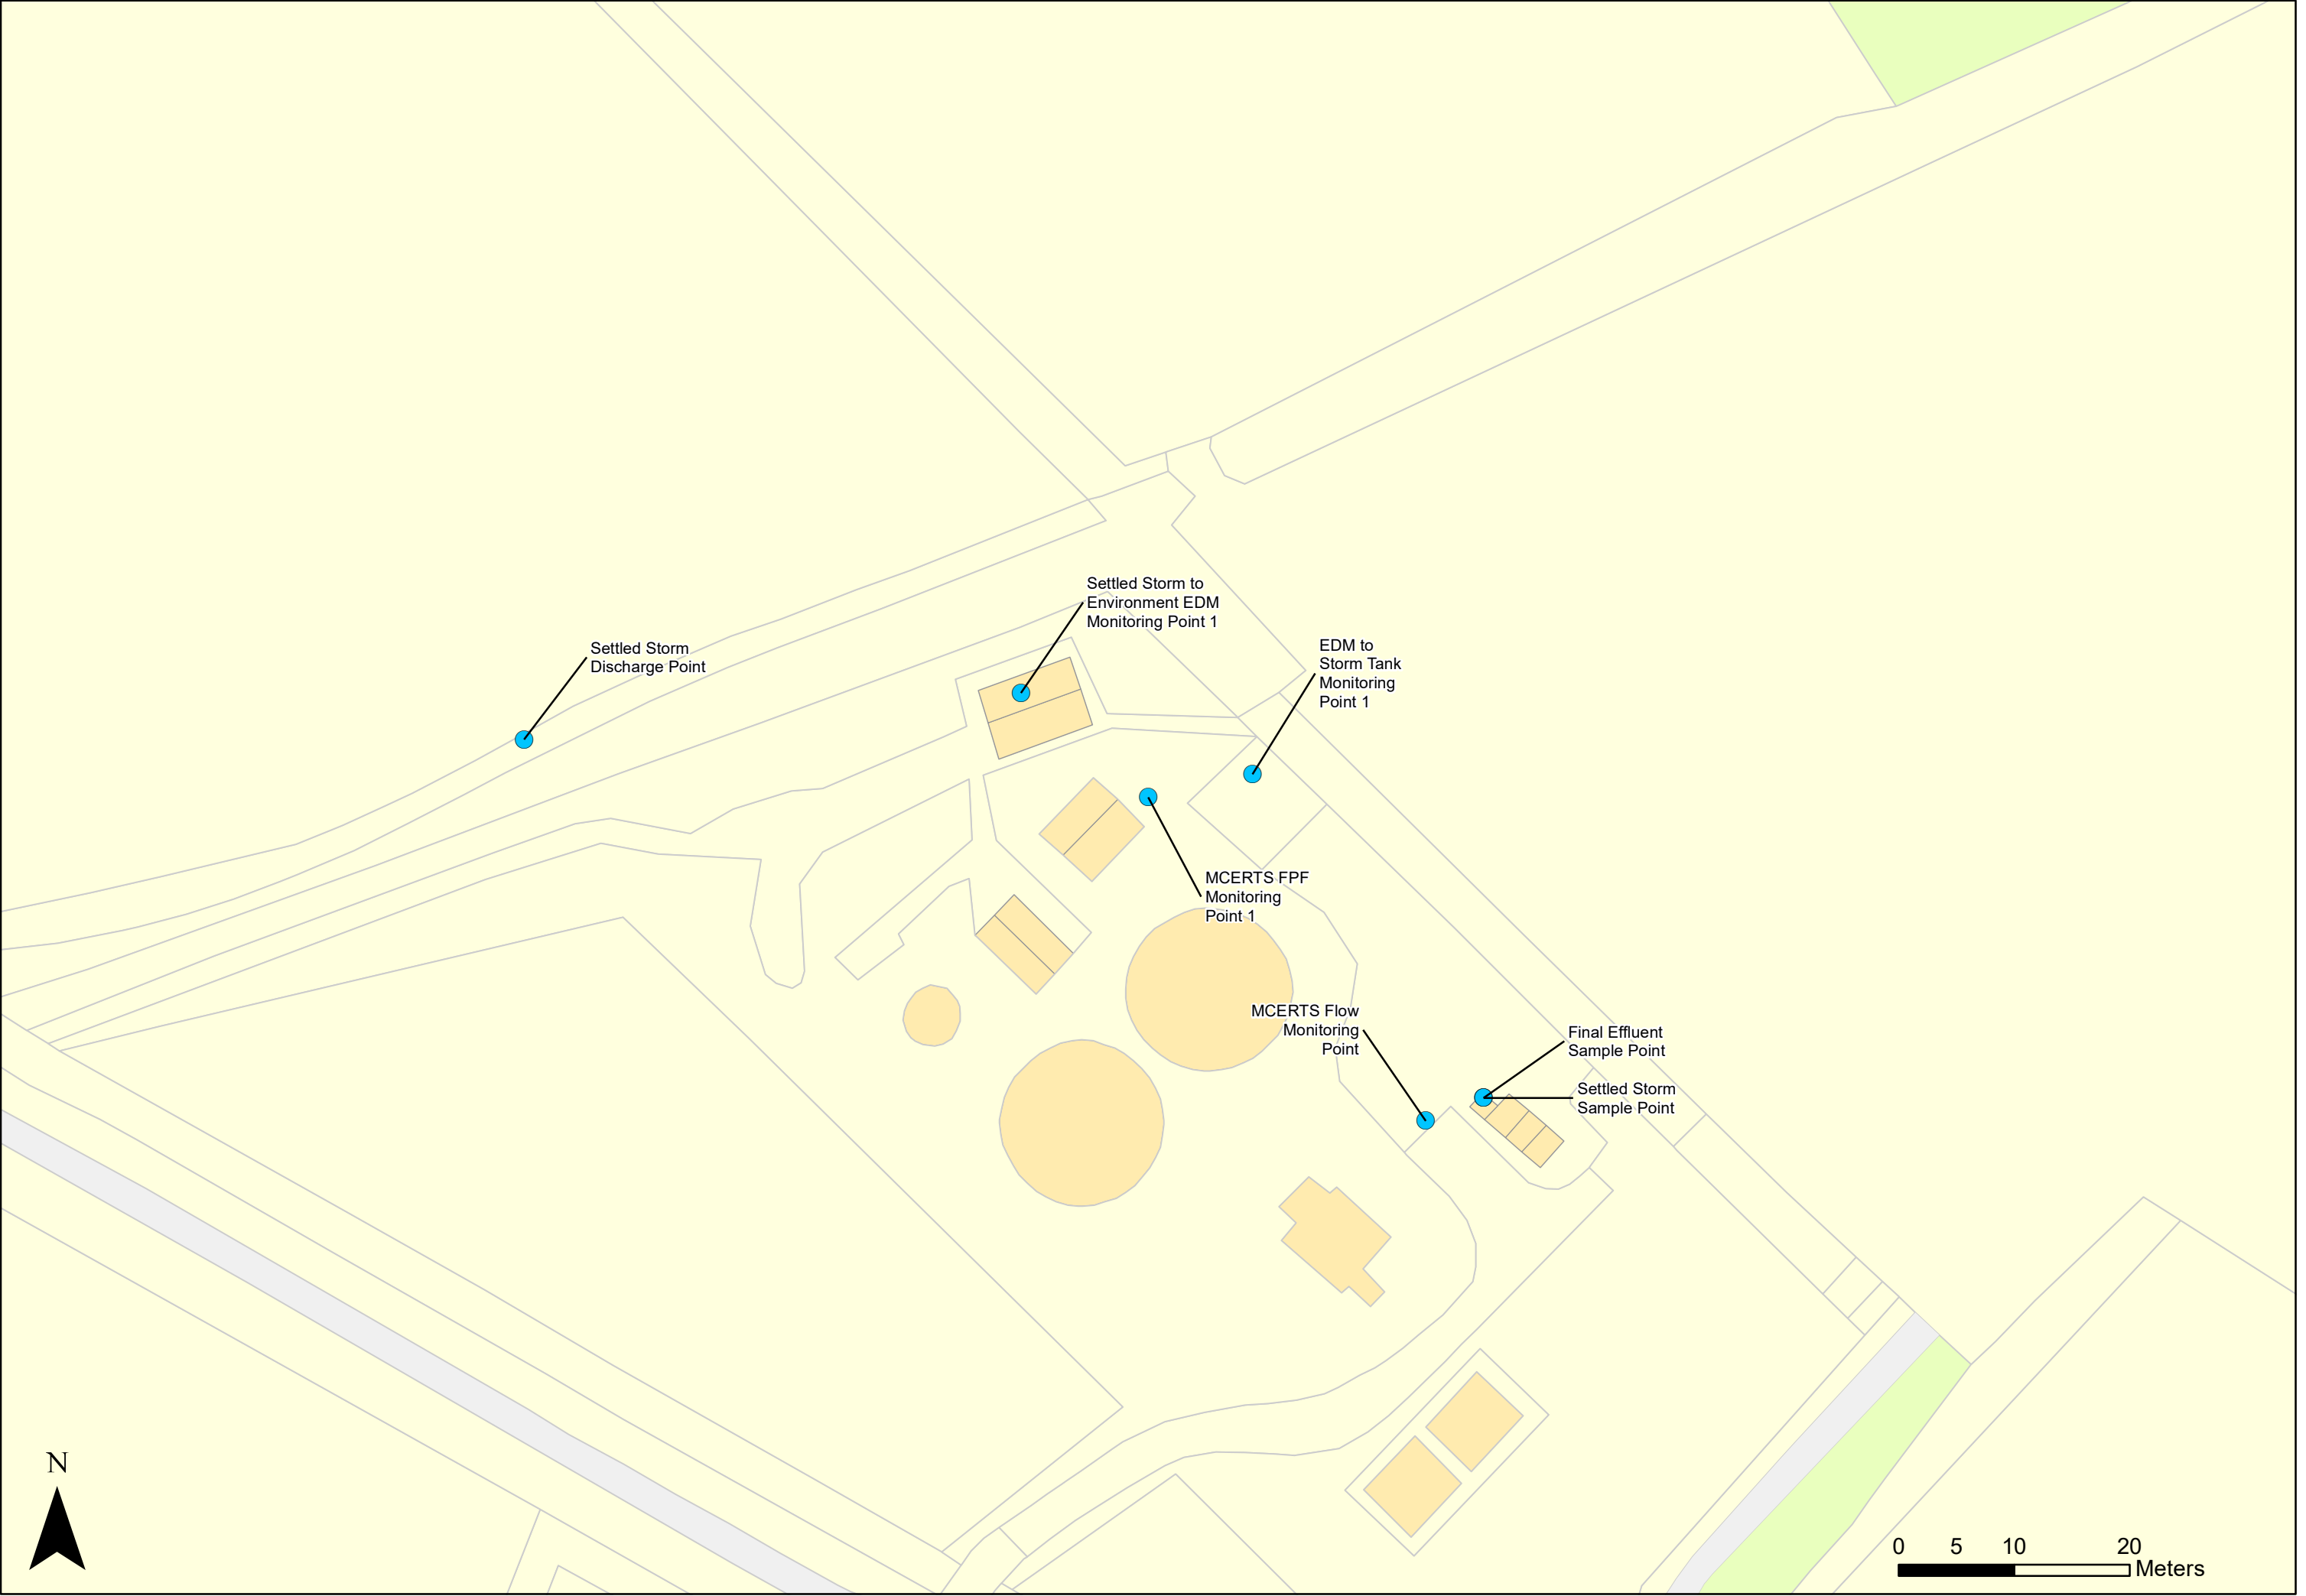 Settled Storm to
Environment EDM
Monitoring Point 1
Settled Storm
Discharge Point
EDM to
Storm Tank
Monitoring
Point 1
MCERTS FPF
Monitoring
Point 1
MCERTS Flow
Monitoring
Point
Final Effluent
Sample Point
Settled Storm
Sample Point
N
0 5 10 20
Meters